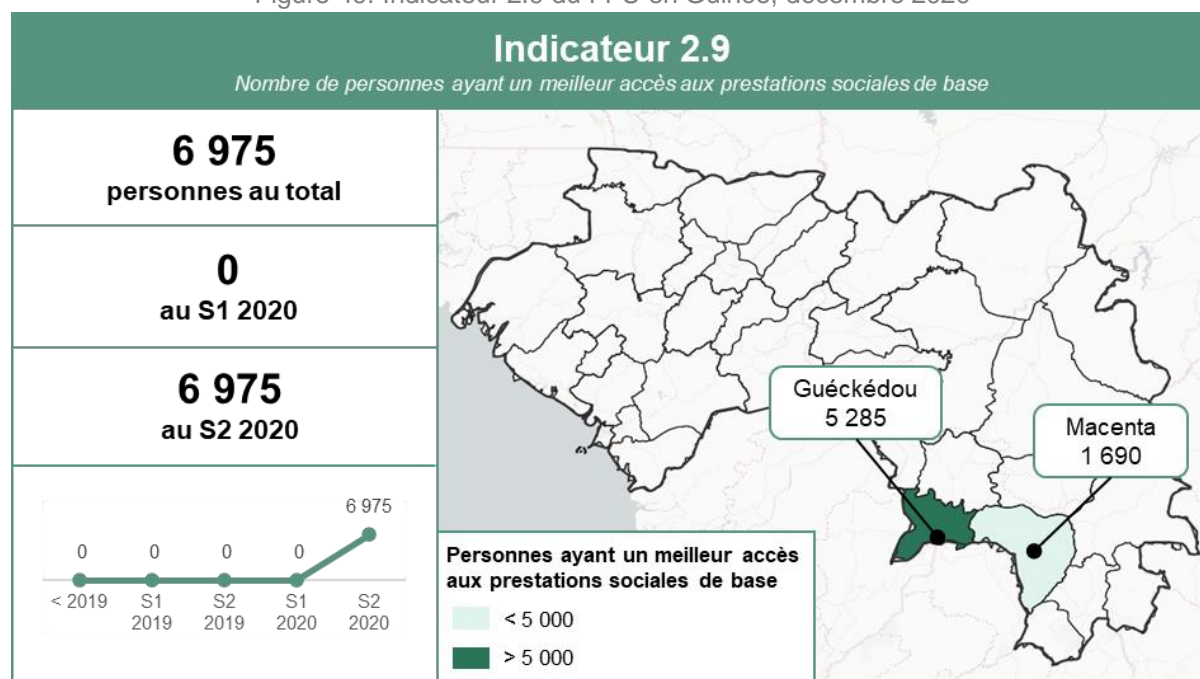 Indicateur 2.9
Nombre de personnes ayant un meilleur accès aux prestations sociales de base
6 975
personnes au total
0
au S1 2020
6 975
au S2 2020
6 975
0 0 0 0
< 2019 S1 S2 S1 S2
2019 2019 2020 2020
Guéckédou
5 285
Macenta
1 690
Personnes ayant un meilleur accès
aux prestations sociales de base
< 5 000
> 5 000